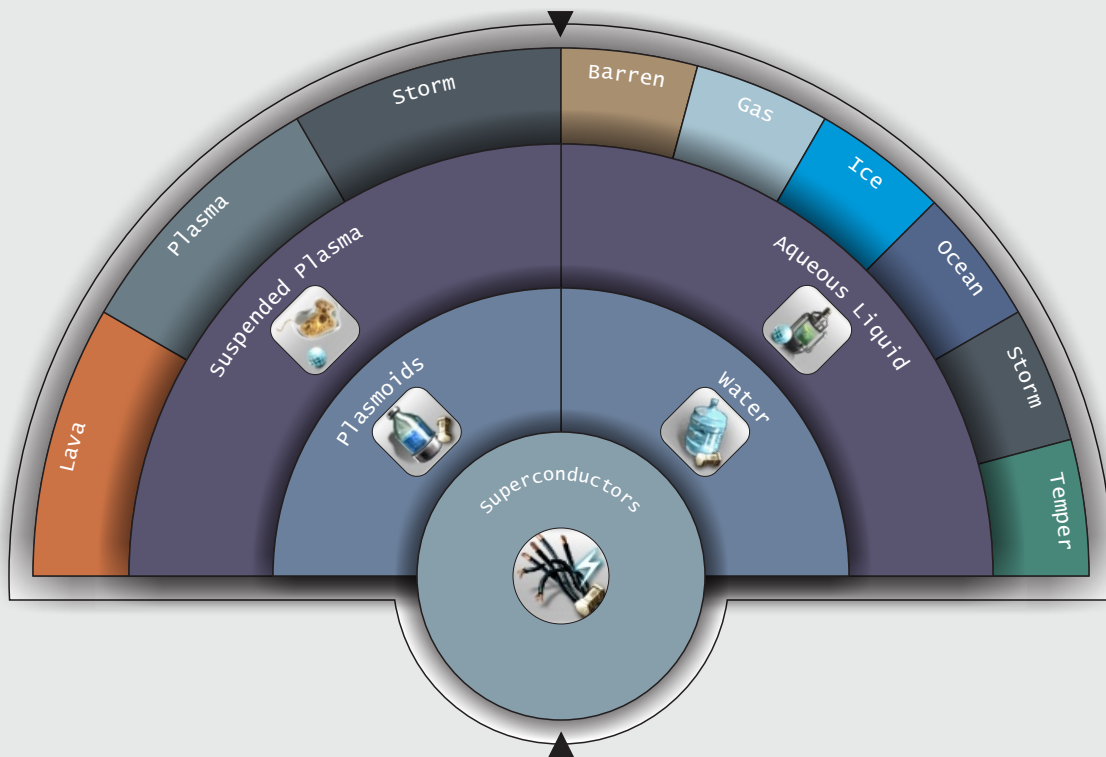 Lava
Plasma
Storm
Barren
Gas
Ice
Ocean
Storm
Temper
Suspended Plasma
Aqueous Liquid
Plasmoids
Water
Superconductors